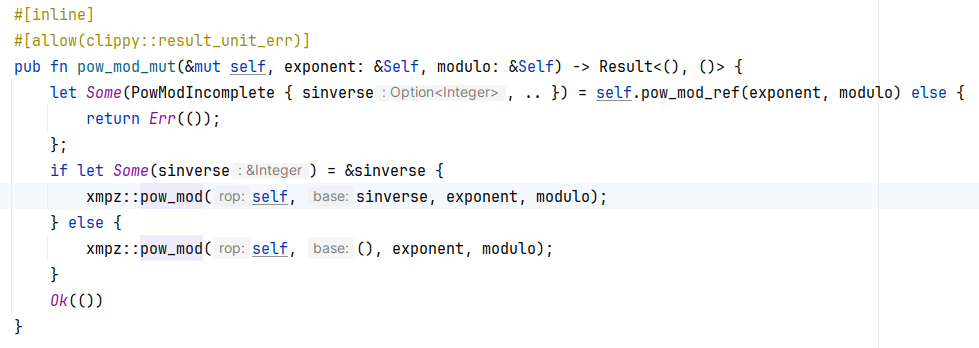 #[inline]
#[allow(clippy::result_unit_err)]
pub fn pow_mod_mut(&mut self, exponent: &Self, modulo: &Self) -> Result<(), ()> {
    let Some(PowModIncomplete { sinverse : Option<Integer> , .. }) = self.pow_mod_ref(exponent, modulo) else {
        return Err(());
    };
    if let Some(sinverse : &Integer ) = &sinverse {
        xmpz::pow_mod( rop: self, base: sinverse, exponent, modulo);
    } else {
        xmpz::pow_mod( rop: self, base: (), exponent, modulo);
    }
    Ok(())
}